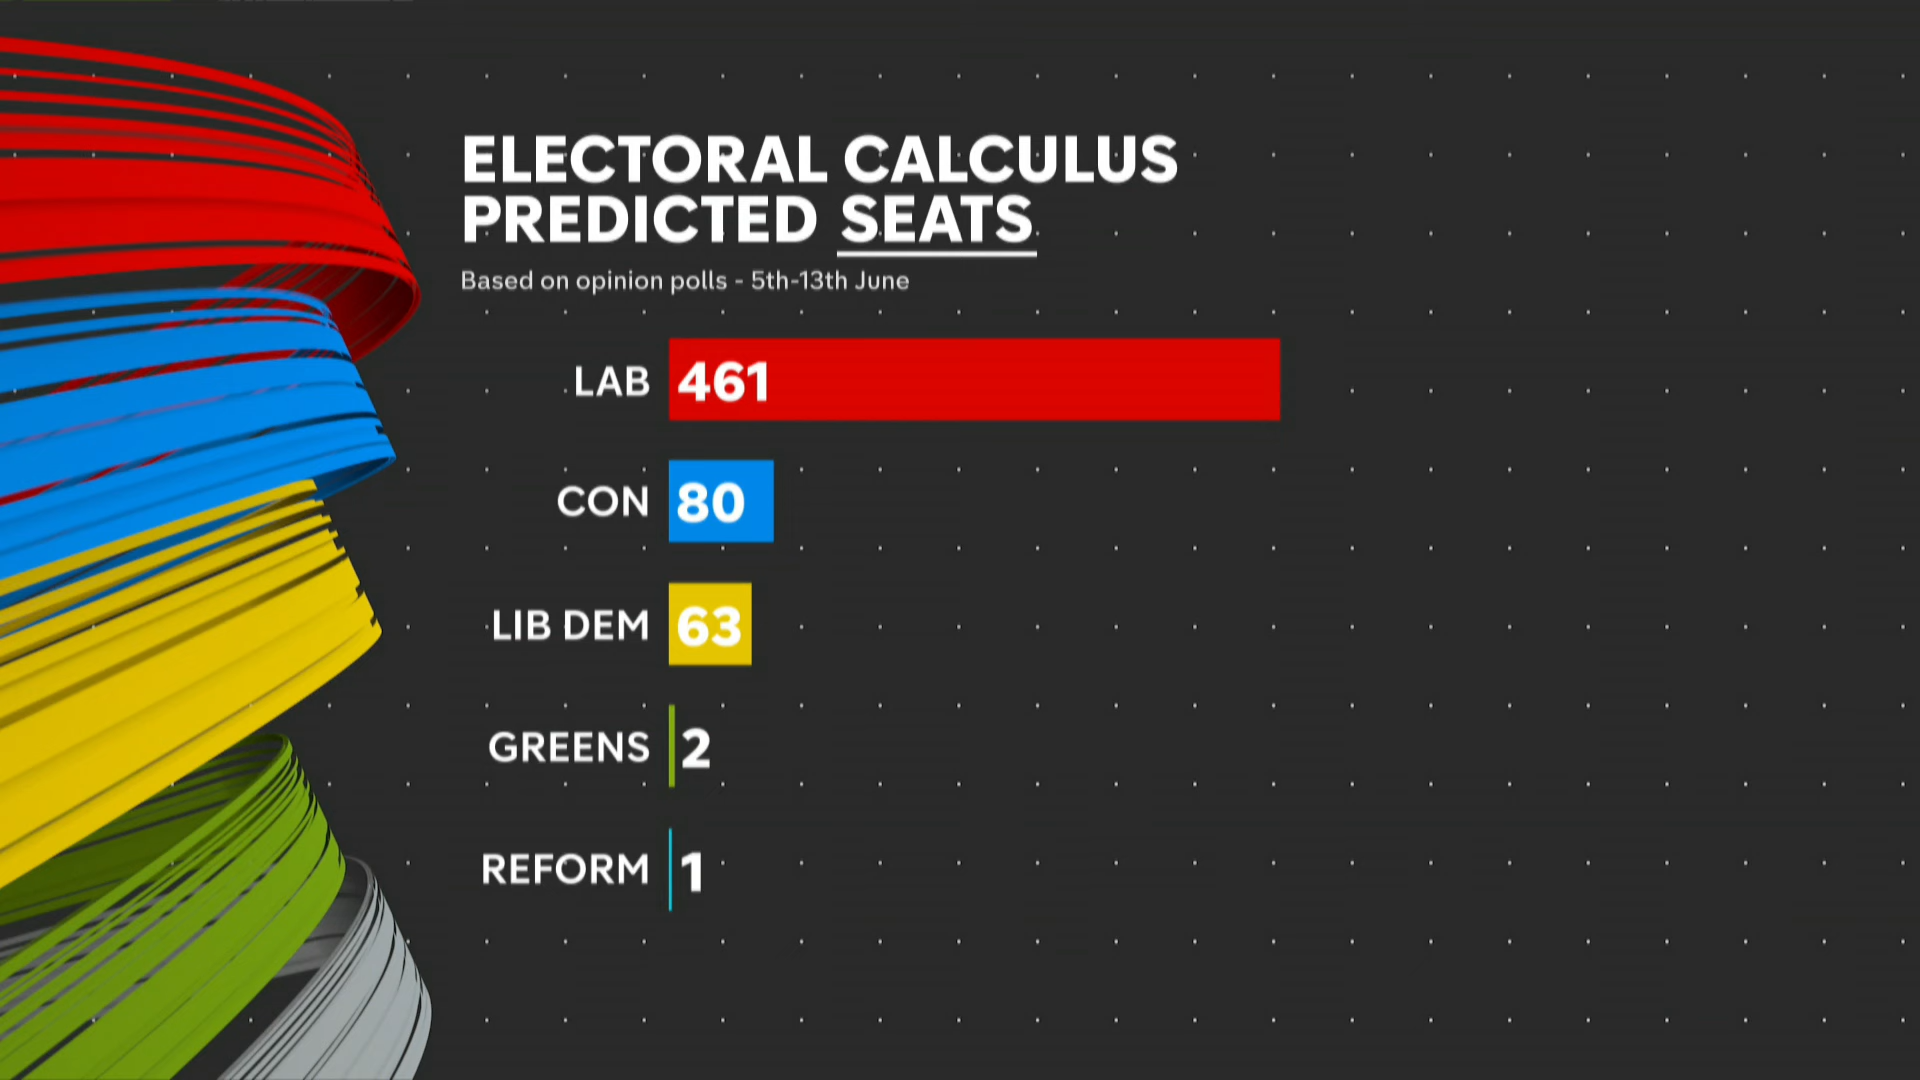 ELECTORAL CALCULUS
PREDICTED SEATS
Based on opinion polls - 5th-13th June
LAB 461
CON 80
LIB DEM 63
GREENS 2
REFORM 1